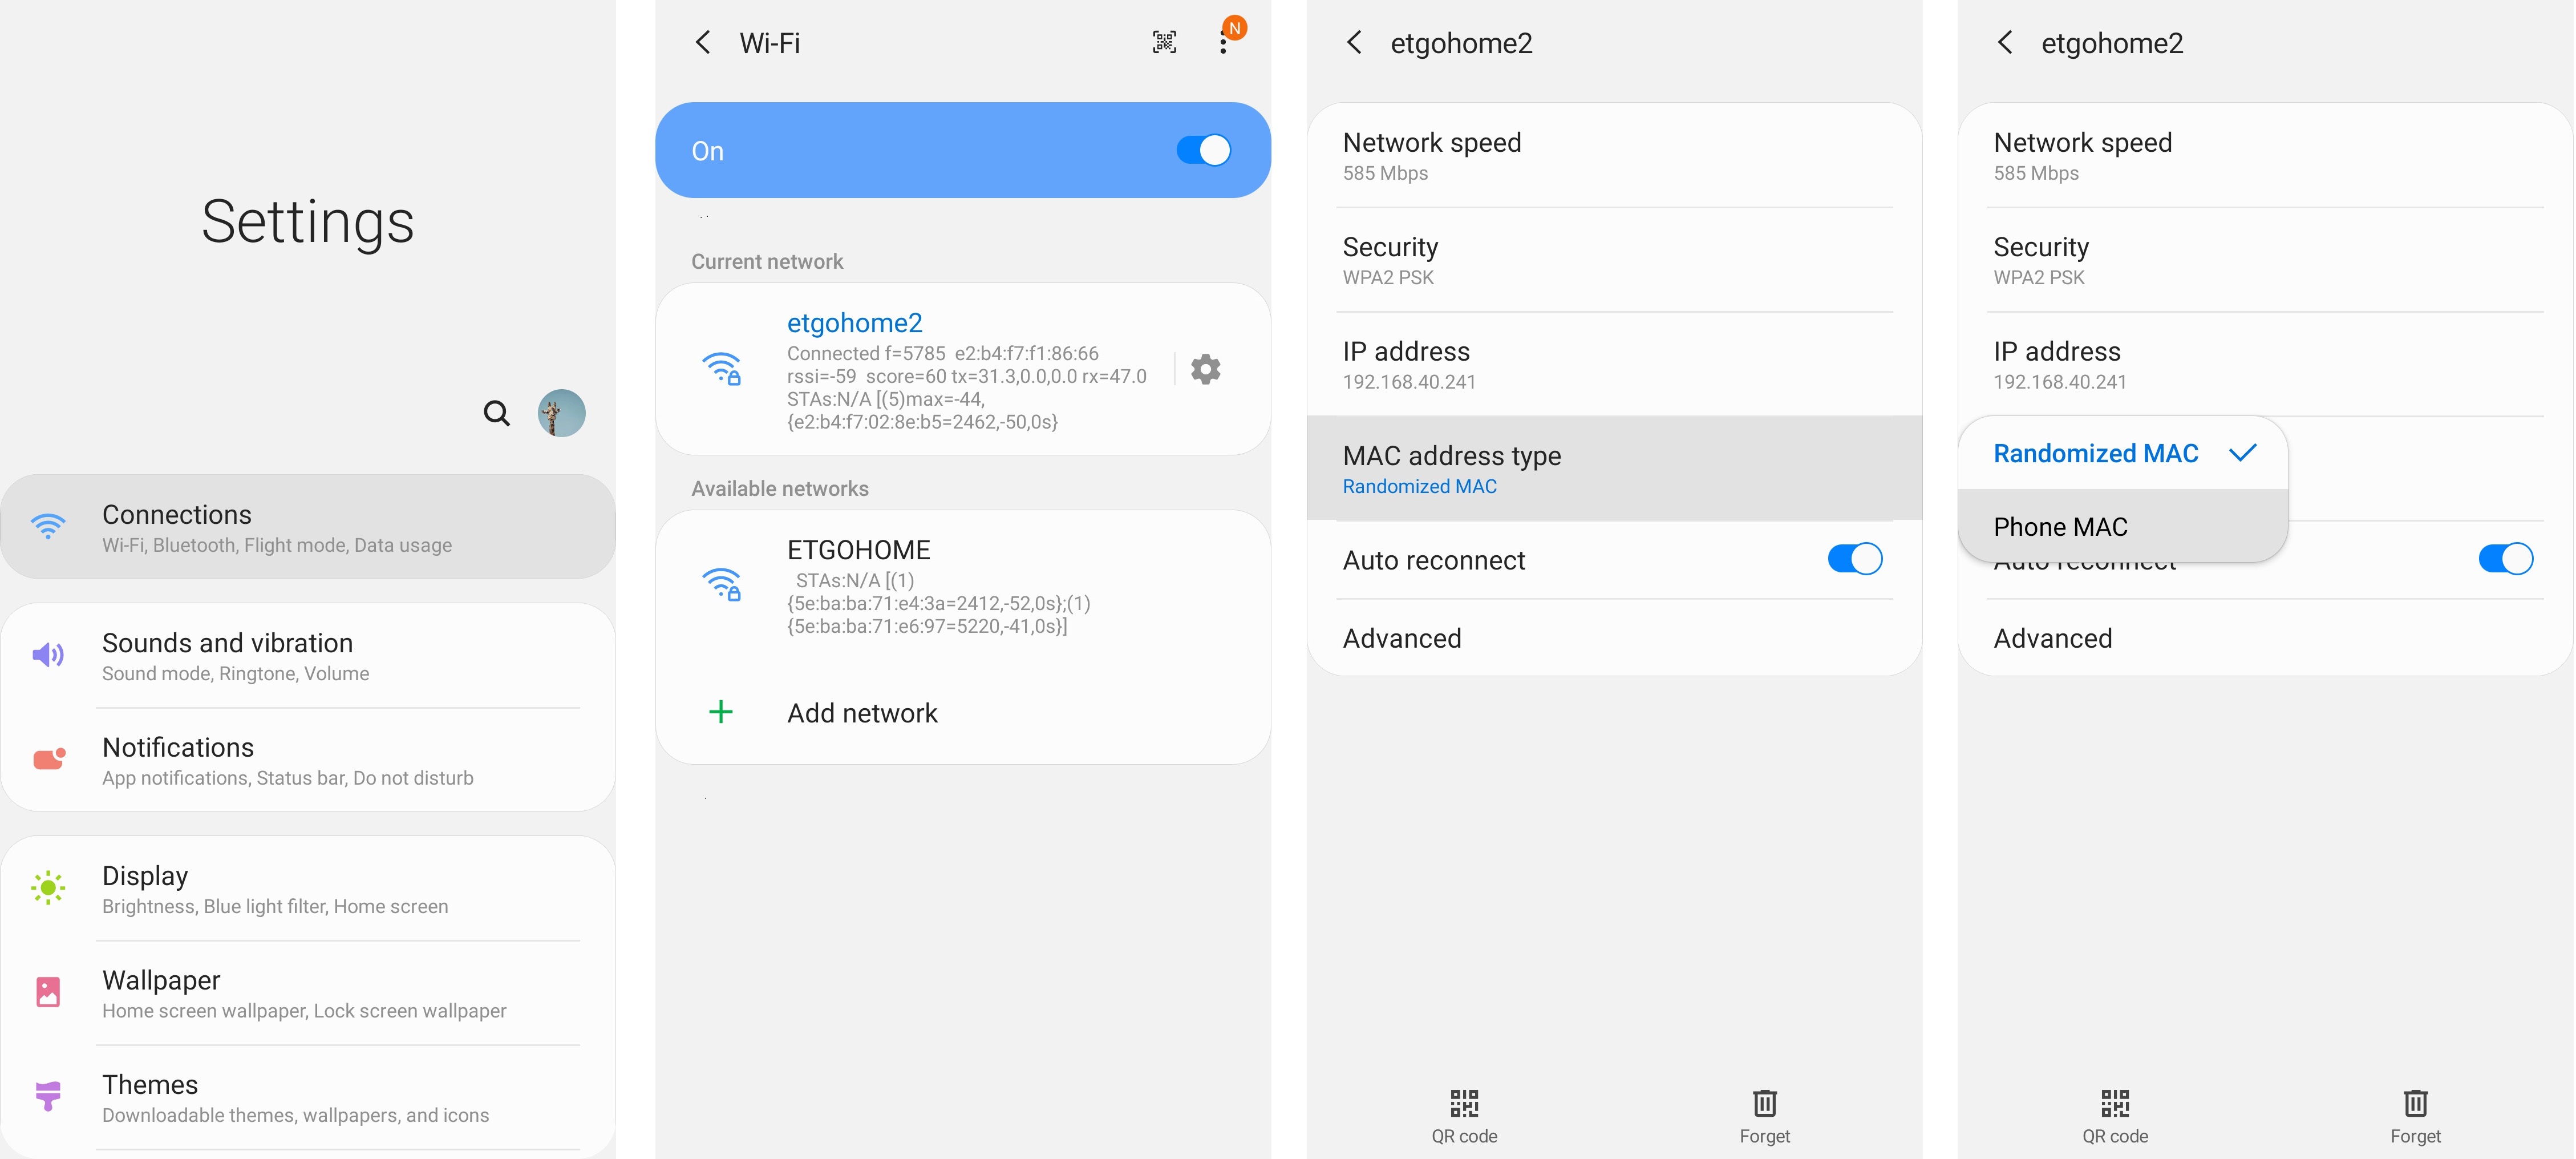 Settings
Connections
Wi-Fi, Bluetooth, Flight mode, Data usage
Sounds and vibration
Sound mode, Ringtone, Volume
Notifications
App notifications, Status bar, Do not disturb
Display
Brightness, Blue light filter, Home screen
Wallpaper
Home screen wallpaper, Lock screen wallpaper
Themes
Downloadable themes, wallpapers, and icons
Wi-Fi
N
On
Current network
etgohome2
Connected f=5785 e2:b4:f7:f1:86:66
rssi=-59 score=60 tx=31.3,0.0,0.0 rx=47.0
STAs:N/A [(5)max=-44,
{e2:b4:f7:02:8e:b5=2462,-50,0s}
Available networks
ETGOHOME
STAs:N/A [(1)
{5e:ba:ba:71:e4:3a=2412,-52,0s};(1)
{5e:ba:ba:71:e6:97=5220,-41,0s}]
Add network
etgohome2
Network speed
585 Mbps
Security
WPA2 PSK
IP address
192.168.40.241
MAC address type
Randomized MAC
Auto reconnect
Advanced
QR code
Forget
etgohome2
Network speed
585 Mbps
Security
WPA2 PSK
IP address
192.168.40.241
Randomized MAC
Phone MAC
Auto reconnect
Advanced
QR code
Forget